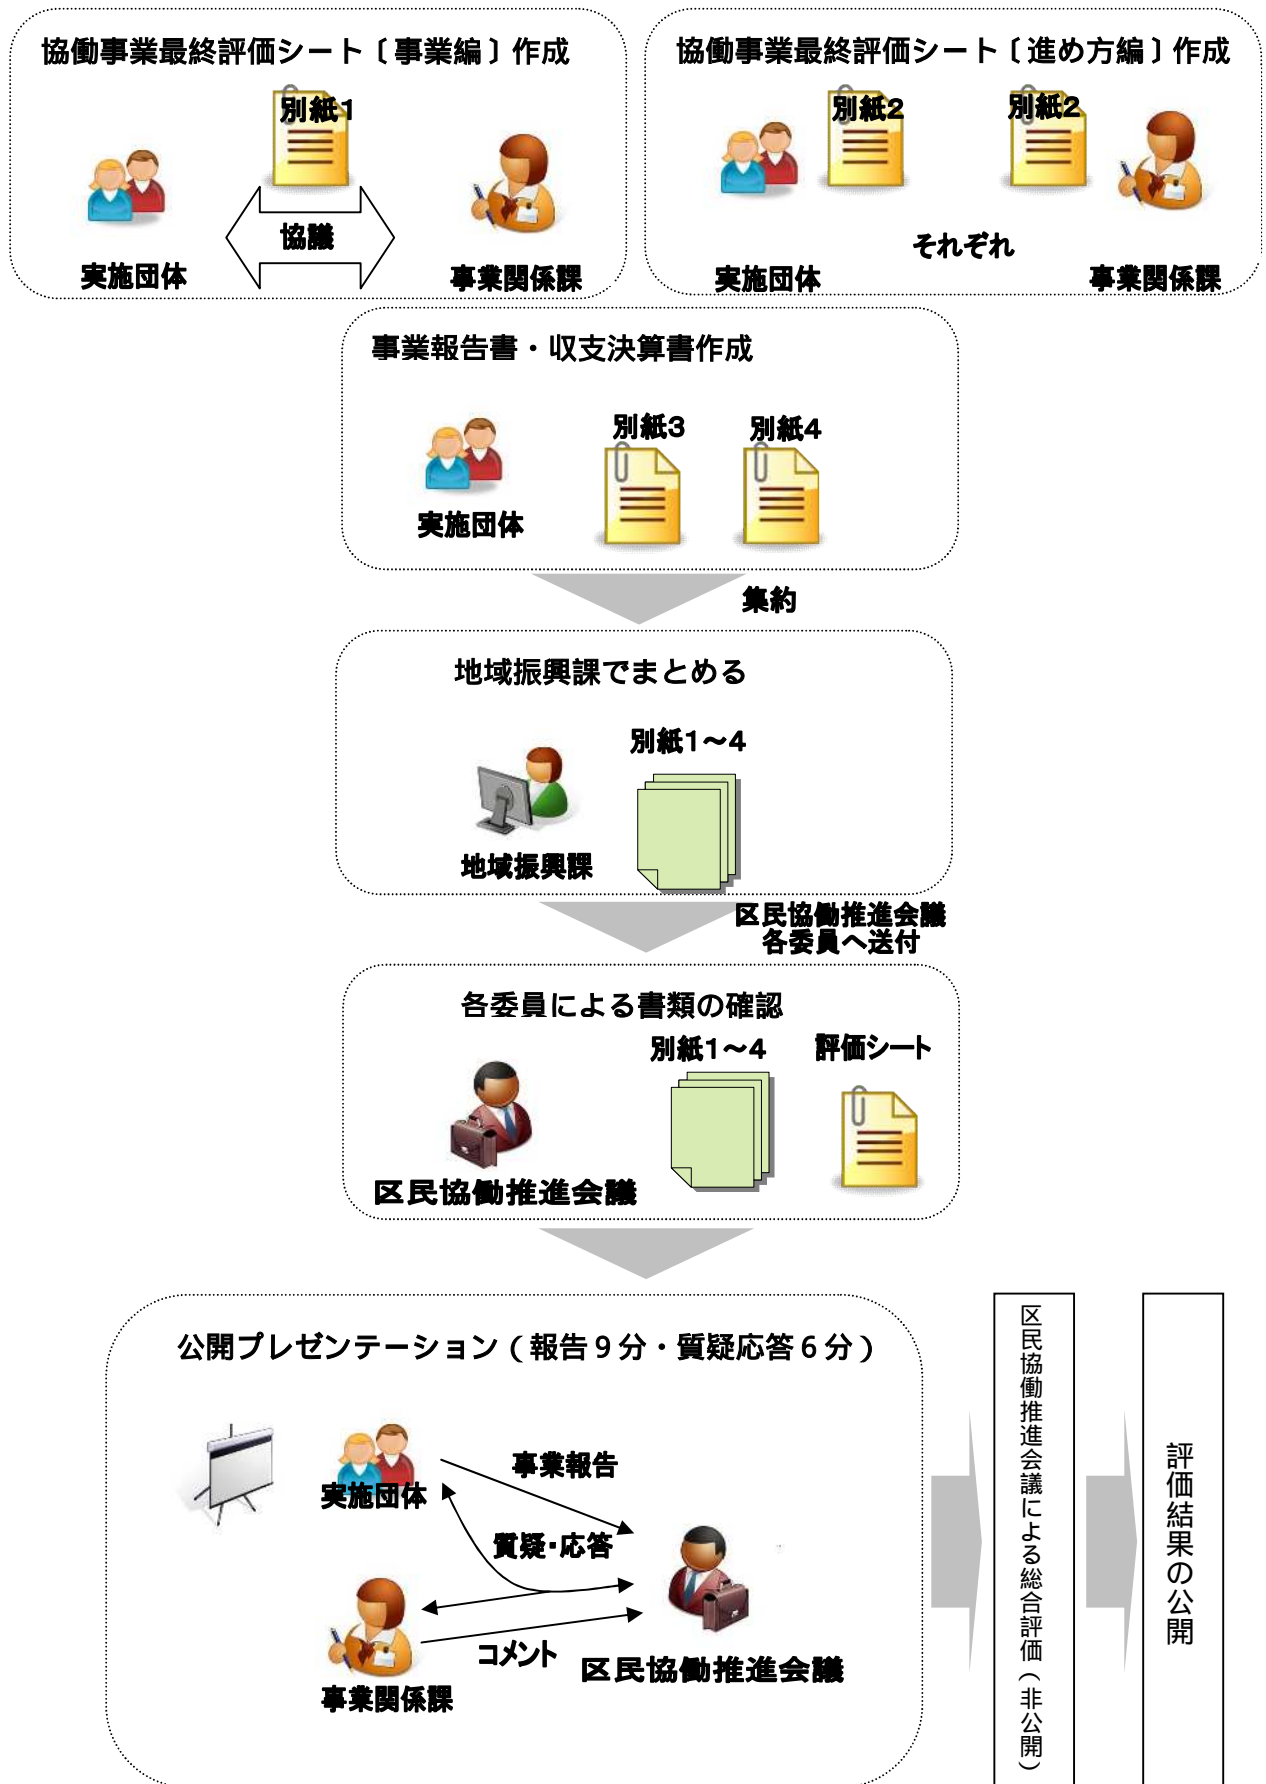 協働事業最終評価シート〔事業編〕作成
別紙1
協議
実施団体
事業関係課
協働事業最終評価シート〔進め方編〕作成
別紙2
別紙2
それぞれ
実施団体
事業関係課
事業報告書・収支決算書作成
別紙3
別紙4
実施団体
集約
地域振興課でまとめる
別紙1~4
地域振興課
区民協働推進会議
各委員へ送付
各委員による書類の確認
別紙1~4
評価シート
区民協働推進会議
公開プレゼンテーション(報告9分・質疑応答6分)
実施団体
事業報告
質疑・応答
コメント
区民協働推進会議
事業関係課
区民協働推進会議による総合評価(非公開)
評価結果の公開